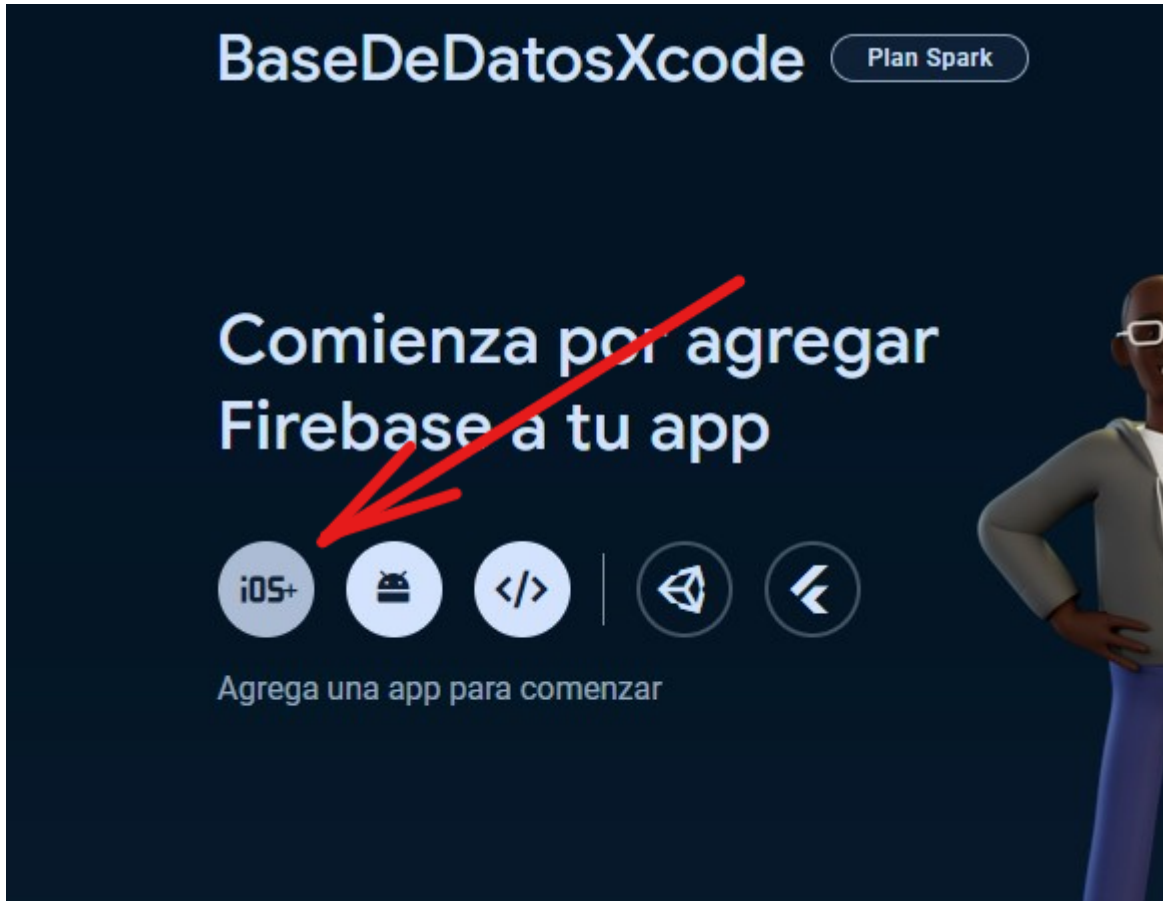 BaseDeDatosXcode
Plan Spark
Comienza por agregar
Firebase a tu app
iOS+
</>
Agrega una app para comenzar